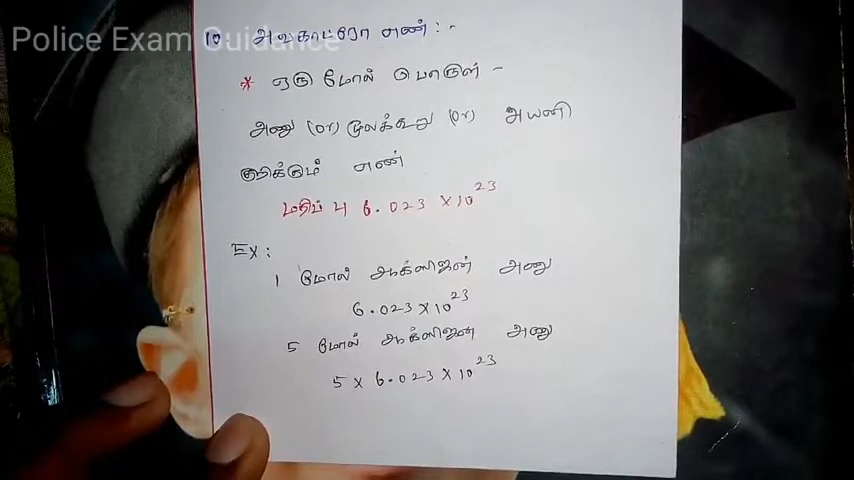 Police Exam Guidance
10. அவகாட்ரோ எண் : -
* ஒரு மோல் பொருள் -
அணு (or) மூலக்கூறு (or) அயனி
குறிக்கும் எண்
மதிப்பு 6.023 × 10²³
Ex :
1 மோல் ஆக்ஸிஜன் அணு
6.023 × 10²³
5 மோல் ஆக்ஸிஜன் அணு
5 × 6.023 × 10²³